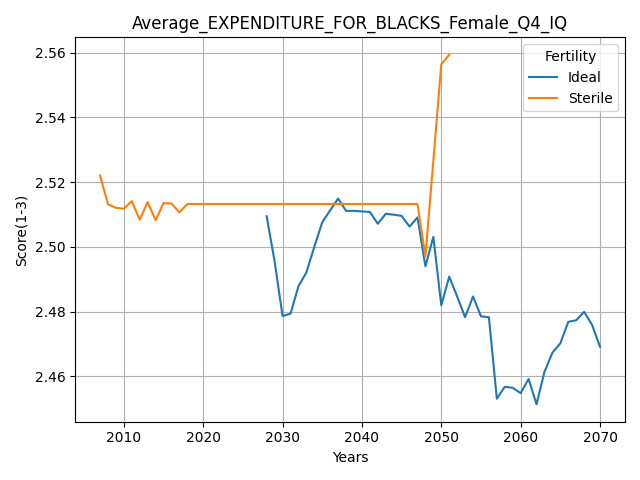 Average_EXPENDITURE_FOR_BLACKS_Female_Q4_IQ
Score(1-3)
2.56
2.54
2.52
2.50
2.48
2.46
Fertility
Ideal
Sterile
2010 2020 2030 2040 2050 2060 2070
Years